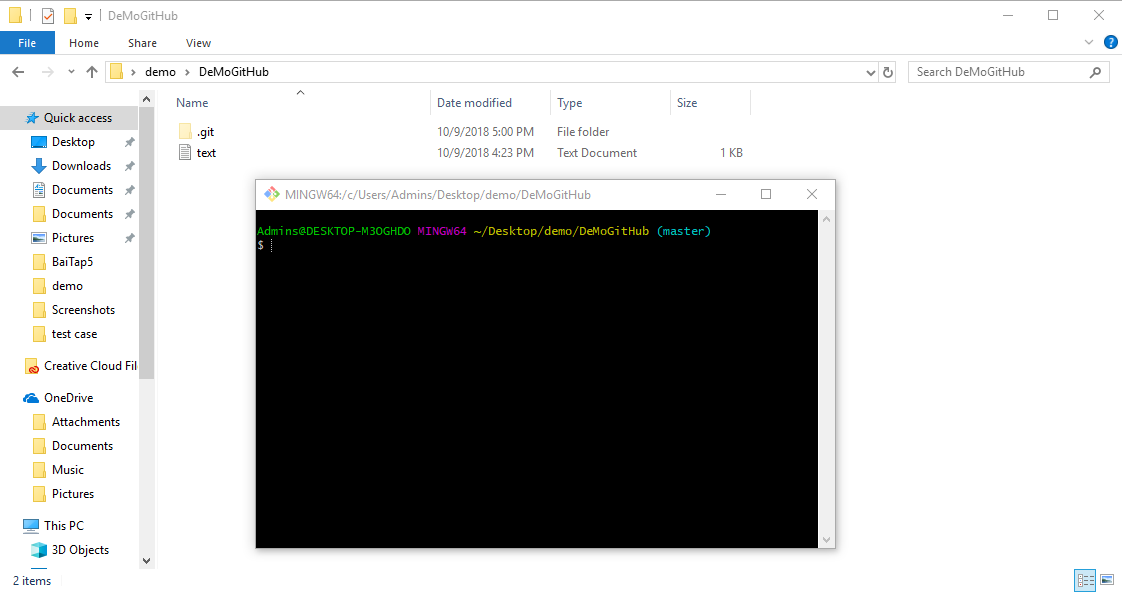 DeMoGitHub
File Home Share View
demo DeMoGitHub Search DeMoGitHub
Name Date modified Type Size
Quick access
Desktop
Downloads
Documents
Documents
Pictures
BaiTap5
demo
Screenshots
test case
Creative Cloud Fil
OneDrive
Attachments
Documents
Music
Pictures
This PC
3D Objects
.git 10/9/2018 5:00 PM File folder
text 10/9/2018 4:23 PM Text Document 1 KB
MINGW64:/c/Users/Admins/Desktop/demo/DeMoGitHub
Admins@DESKTOP-M3OGHDO MINGW64 ~/Desktop/demo/DeMoGitHub (master)
$
2 items